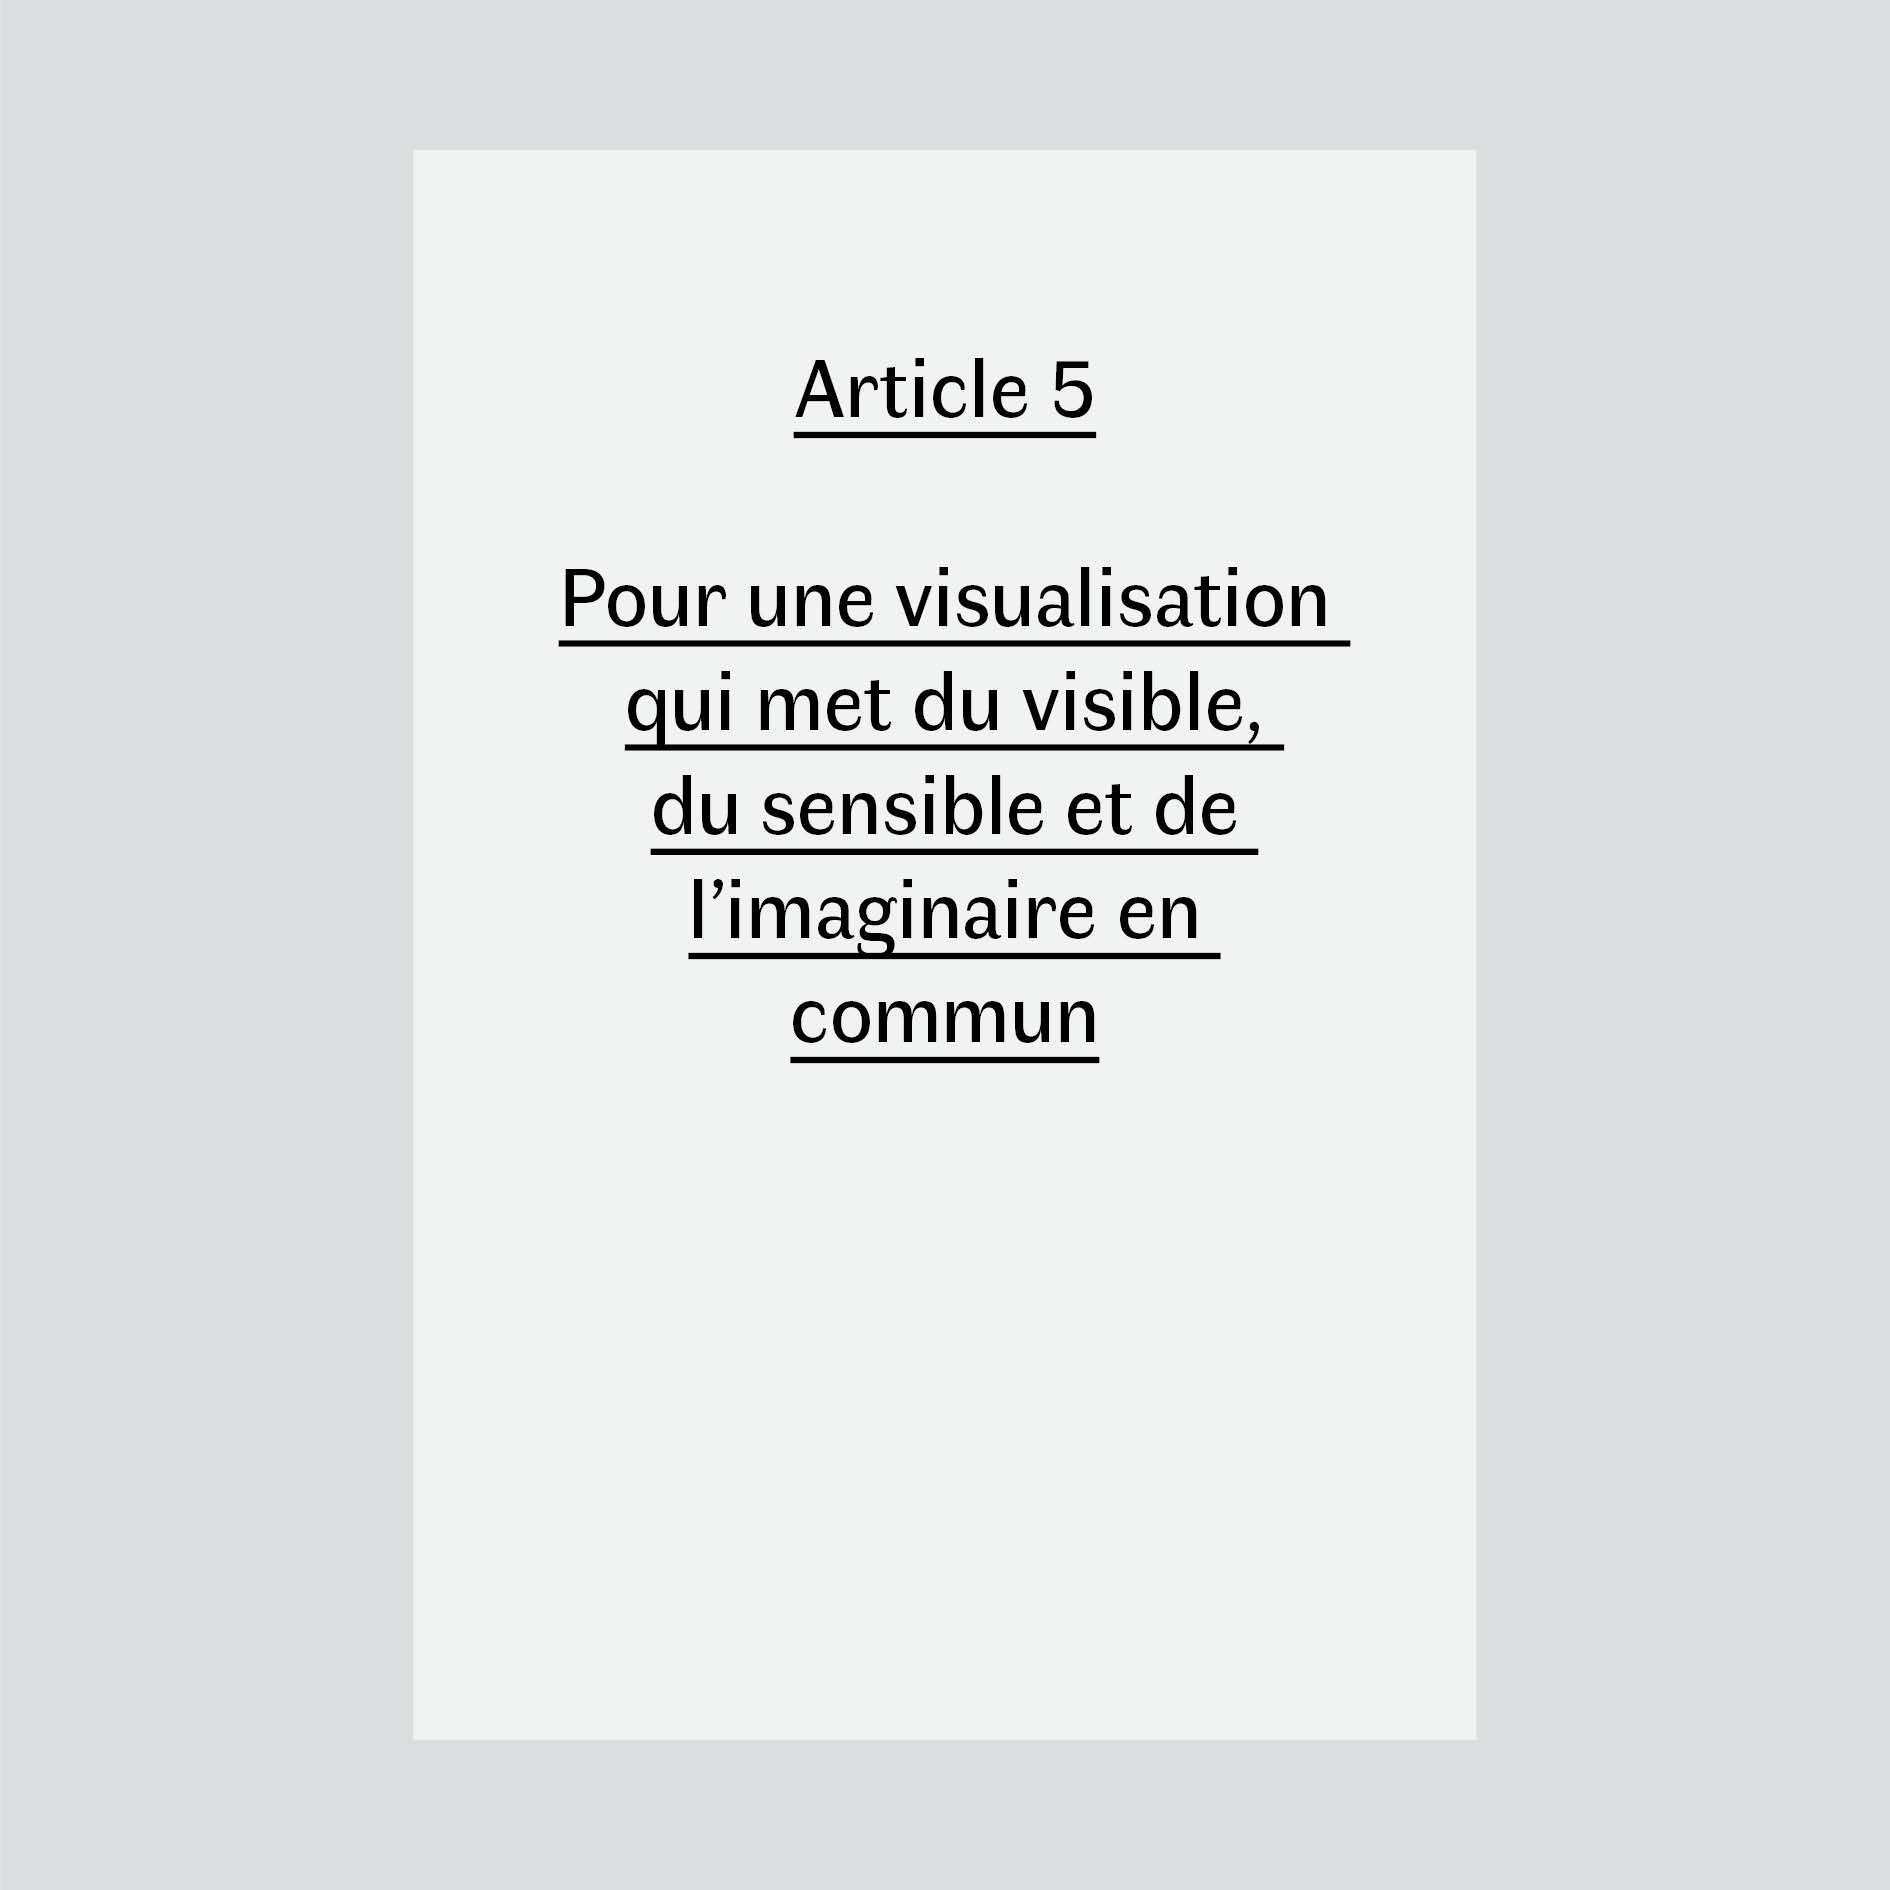 Article 5
Pour une visualisation
qui met du visible,
du sensible et de
l’imaginaire en
commun